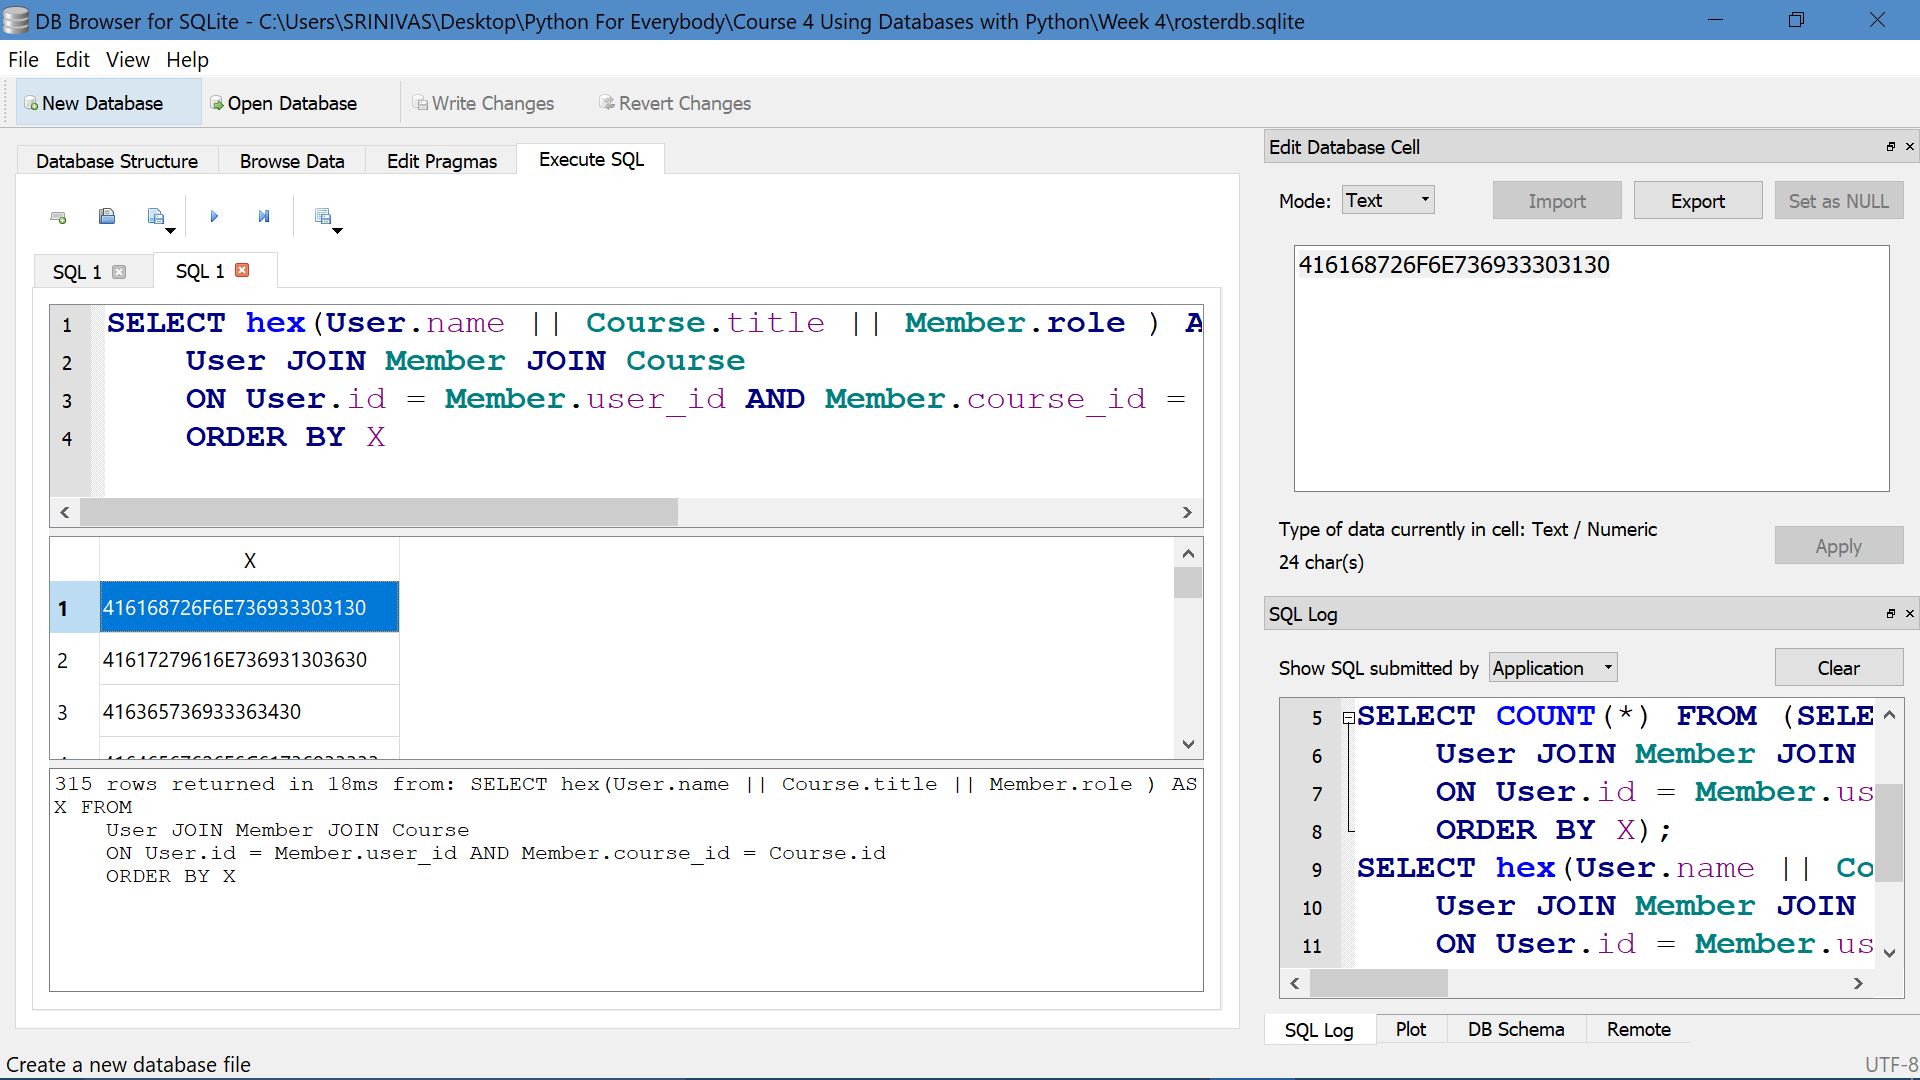 DB Browser for SQLite - C:\Users\SRINIVAS\Desktop\Python For Everybody\Course 4 Using Databases with Python\Week 4\rosterdb.sqlite
File Edit View Help
New Database Open Database Write Changes Revert Changes
Database Structure Browse Data Edit Pragmas Execute SQL
SQL 1 SQL 1
1 SELECT hex(User.name || Course.title || Member.role ) A
2 User JOIN Member JOIN Course
3 ON User.id = Member.user_id AND Member.course_id =
4 ORDER BY X
X
1 416168726F6E736933303130
2 41617279616E736931303630
3 416365736933363430
315 rows returned in 18ms from: SELECT hex(User.name || Course.title || Member.role ) AS
X FROM
User JOIN Member JOIN Course
ON User.id = Member.user_id AND Member.course_id = Course.id
ORDER BY X
Edit Database Cell
Mode: Text Import Export Set as NULL
416168726F6E736933303130
Type of data currently in cell: Text / Numeric
24 char(s)
Apply
SQL Log
Show SQL submitted by Application Clear
5 SELECT COUNT(*) FROM (SELE
6 User JOIN Member JOIN
7 ON User.id = Member.us
8 ORDER BY X);
9 SELECT hex(User.name || Co
10 User JOIN Member JOIN
11 ON User.id = Member.us
SQL Log Plot DB Schema Remote
Create a new database file
UTF-8